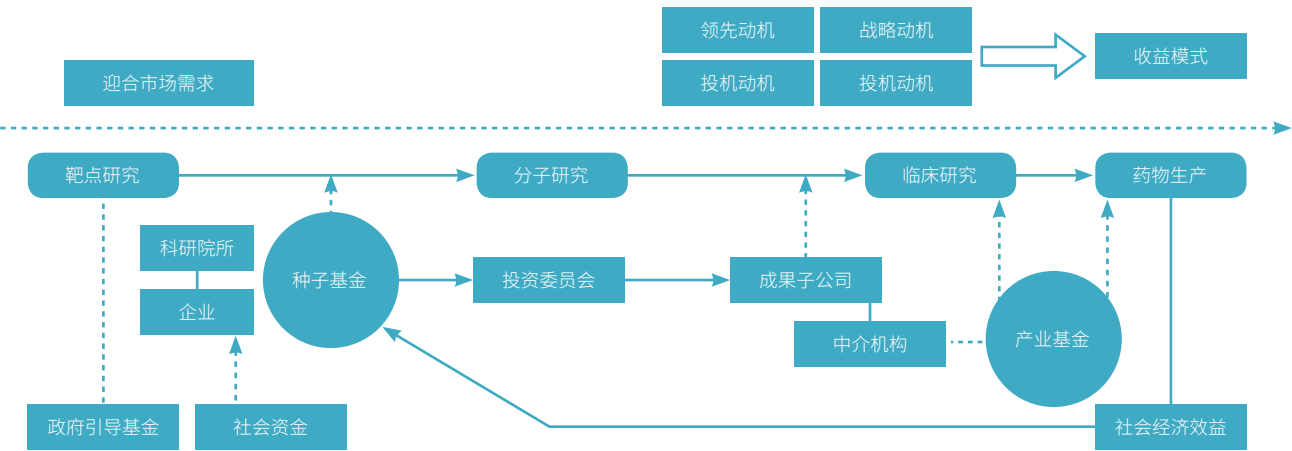 领先动机
战略动机
收益模式
迎合市场需求
投机动机
投机动机
靶点研究
分子研究
临床研究
药物生产
科研院所
种子基金
投资委员会
成果子公司
企业
中介机构
产业基金
政府引导基金
社会资金
社会经济效益